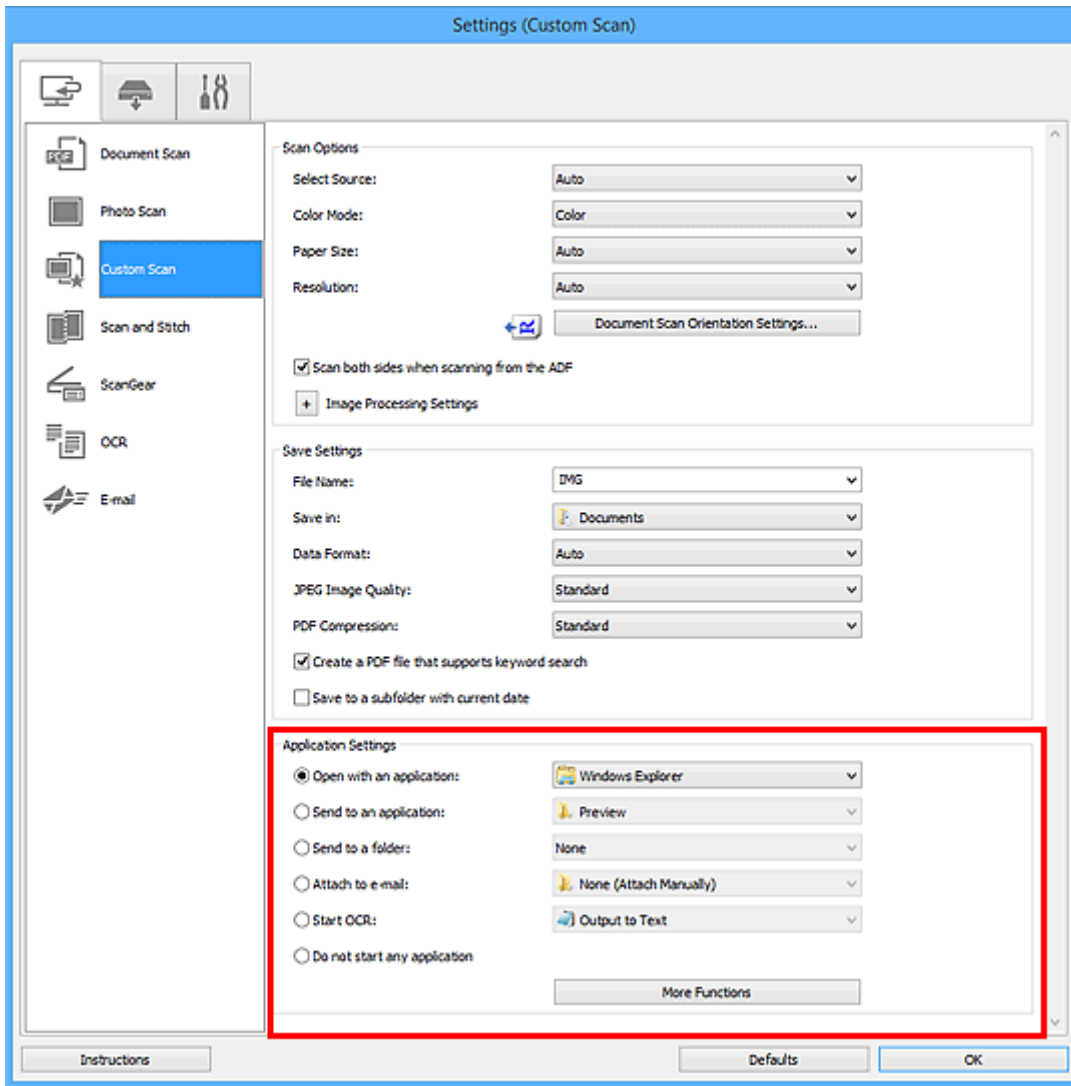 Settings (Custom Scan)
Document Scan
Photo Scan
Custom Scan
Scan and Stitch
ScanGear
OCR
E-mail
Scan Options
Select Source: Auto
Color Mode: Color
Paper Size: Auto
Resolution: Auto
Document Scan Orientation Settings...
Scan both sides when scanning from the ADF
+ Image Processing Settings
Save Settings
File Name: IMG
Save in: Documents
Data Format: Auto
JPEG Image Quality: Standard
PDF Compression: Standard
Create a PDF file that supports keyword search
Save to a subfolder with current date
Application Settings
Open with an application: Windows Explorer
Send to an application: Preview
Send to a folder: None
Attach to e-mail: None (Attach Manually)
Start OCR: Output to Text
Do not start any application
More Functions
Instructions Defaults OK